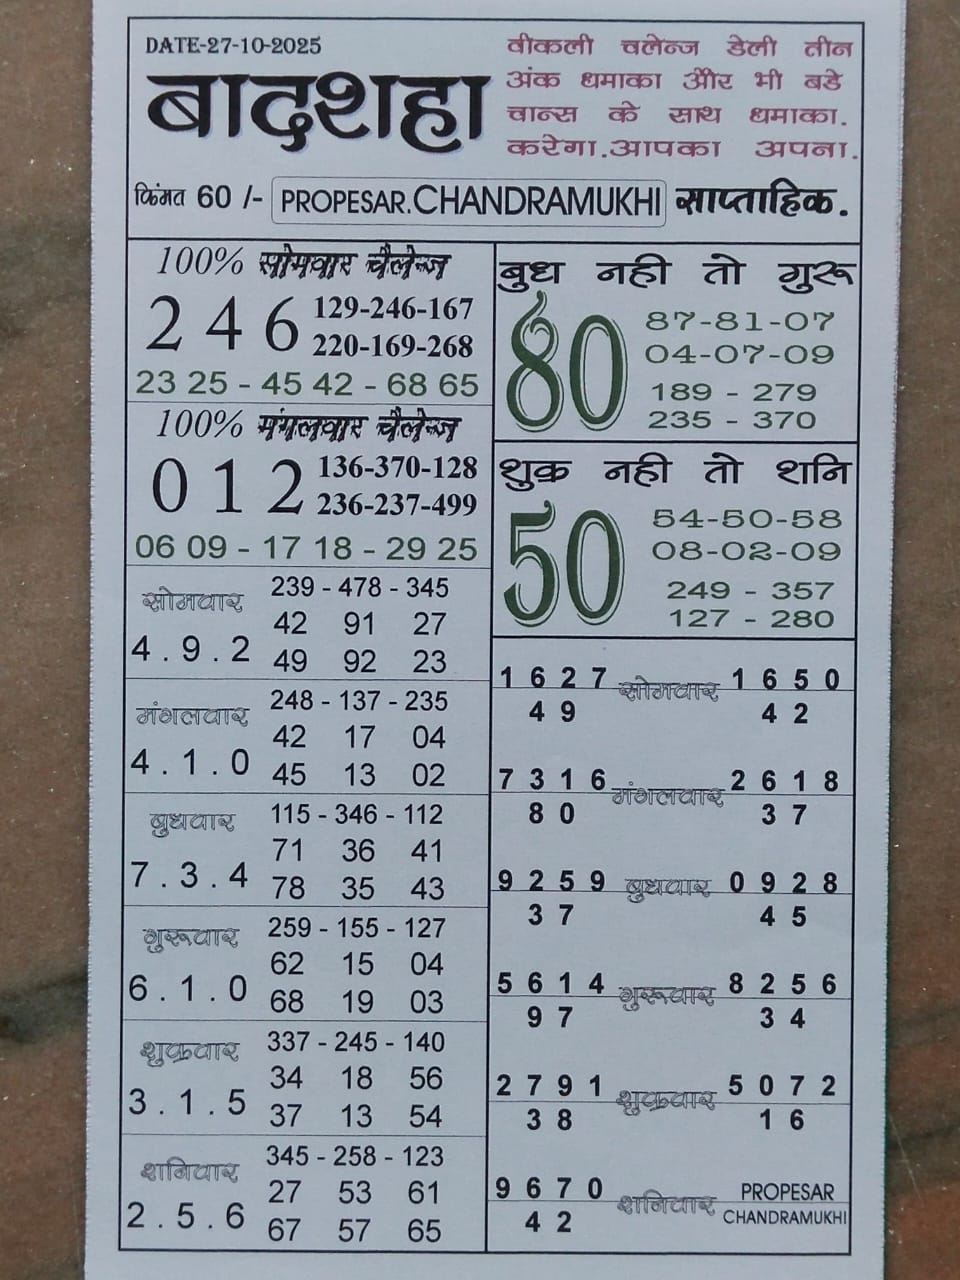 DATE-27-10-2025
बादशहा
वीकली चलेन्ज डेली तीन
अंक धमाका औेर भी बडे
चान्स के साथ धमाका.
करेगा.आपका अपना.
किंमत 60 /- PROPESAR.CHANDRAMUKHI साप्ताहिक.
100% सोमवार चैलेन्ज
2 4 6
129-246-167
220-169-268
23 25 - 45 42 - 68 65
100% मंगलवार चैलेन्ज
0 1 2
136-370-128
236-237-499
06 09 - 17 18 - 29 25
सोमवार
4 . 9 . 2
239 - 478 - 345
42 91 27
49 92 23
मंगलवार
4 . 1 . 0
248 - 137 - 235
42 17 04
45 13 02
बुधवार
7 . 3 . 4
115 - 346 - 112
71 36 41
78 35 43
गुरूवार
6 . 1 . 0
259 - 155 - 127
62 15 04
68 19 03
शुक्रवार
3 . 1 . 5
337 - 245 - 140
34 18 56
37 13 54
शनिवार
2 . 5 . 6
345 - 258 - 123
27 53 61
67 57 65
बुध नही तो गुरू
80
87-81-07
04-07-09
189 - 279
235 - 370
शुक्र नही तो शनि
50
54-50-58
08-02-09
249 - 357
127 - 280
1 6 2 7 सोमवार 1 6 5 0
4 9 4 2
7 3 1 6 मंगलवार 2 6 1 8
8 0 3 7
9 2 5 9 बुधवार 0 9 2 8
3 7 4 5
5 6 1 4 गुरूवार 8 2 5 6
9 7 3 4
2 7 9 1 शुक्रवार 5 0 7 2
3 8 1 6
9 6 7 0 शनिवार PROPESAR
4 2 CHANDRAMUKHI